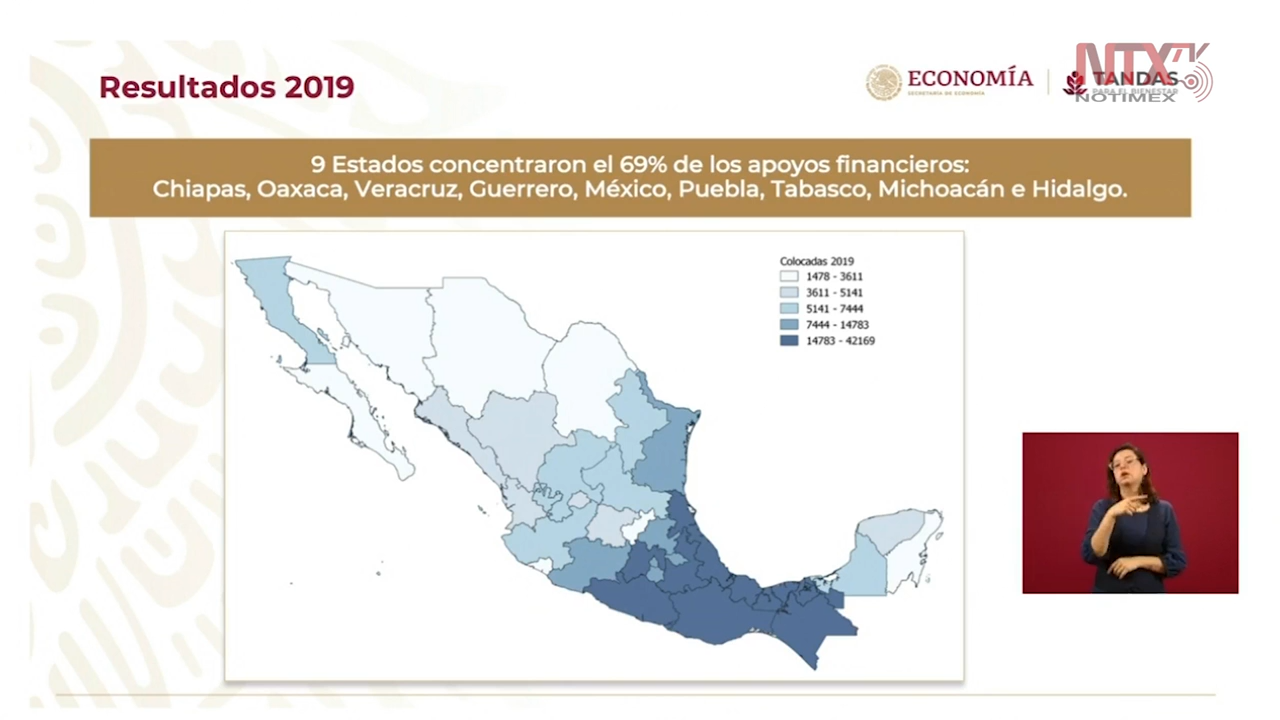 Resultados 2019
ECONOMÍA
SECRETARÍA DE ECONOMÍA
TANDAS
PARA EL BIENESTAR
NTX
NOTIMEX
9 Estados concentraron el 69% de los apoyos financieros:
Chiapas, Oaxaca, Veracruz, Guerrero, México, Puebla, Tabasco, Michoacán e Hidalgo.
Colocadas 2019
1478 - 3611
3611 - 5141
5141 - 7444
7444 - 14783
14783 - 42169